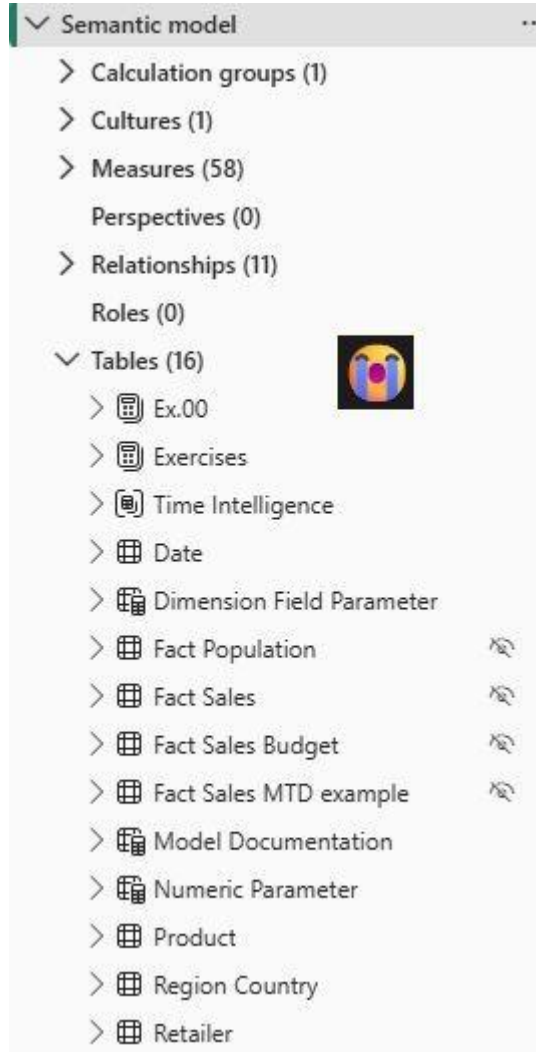 Semantic model
Calculation groups (1)
Cultures (1)
Measures (58)
Perspectives (0)
Relationships (11)
Roles (0)
Tables (16)
Ex.00
Exercises
Time Intelligence
Date
Dimension Field Parameter
Fact Population
Fact Sales
Fact Sales Budget
Fact Sales MTD example
Model Documentation
Numeric Parameter
Product
Region Country
Retailer